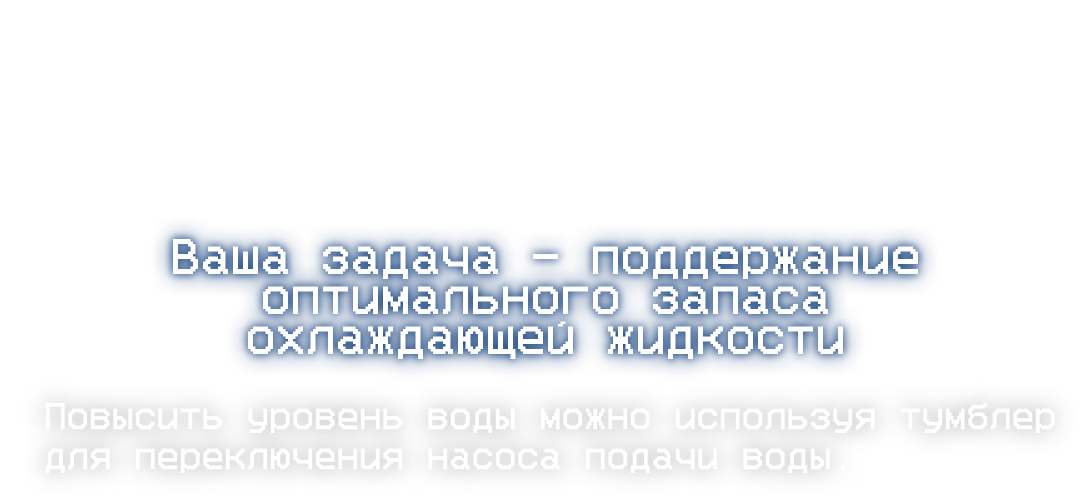 Ваша задача – поддержание
оптимального запаса
охлаждающей жидкости
Повысить уровень воды можно используя тумблер
для переключения насоса подачи воды.